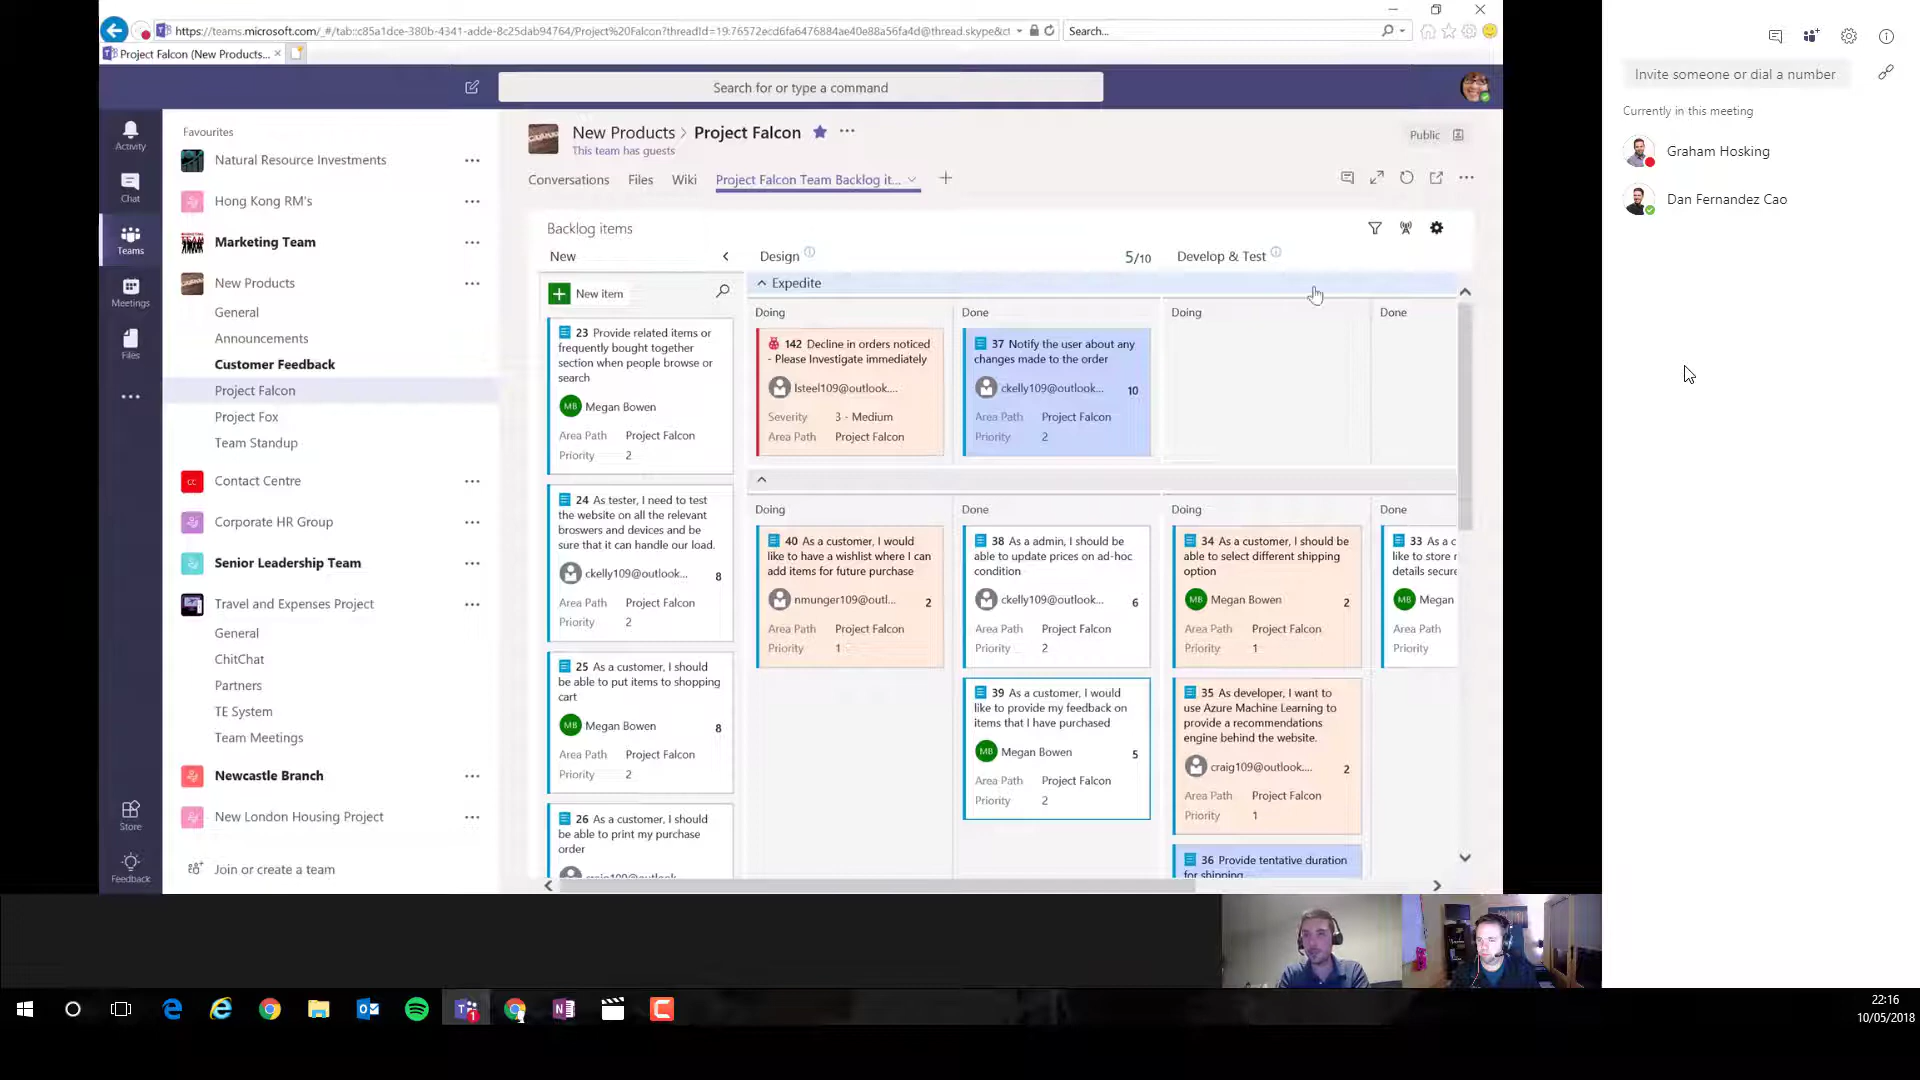 https://teams.microsoft.com/_#/tab::c85a1dce-380b-4341-adde-8c25dab94764/Project%20Falcon?threadId=19:76572ecd6fa6476884ae40e88a56fa4d@thread.skype&ct
Search...
Project Falcon (New Products...
Search for or type a command
Activity
Chat
Teams
Meetings
Files
Store
Feedback
Favourites
Natural Resource Investments
Hong Kong RM's
Marketing Team
New Products
General
Announcements
Customer Feedback
Project Falcon
Project Fox
Team Standup
CC
Contact Centre
Corporate HR Group
Senior Leadership Team
Travel and Expenses Project
General
ChitChat
Partners
TE System
Team Meetings
Newcastle Branch
New London Housing Project
Join or create a team
New Products > Project Falcon
This team has guests
Public
Conversations
Files
Wiki
Project Falcon Team Backlog it...
Backlog items
New
Design
5/10
Develop & Test
New item
Expedite
Doing
Done
Doing
Done
23 Provide related items or
frequently bought together
section when people browse or
search
MB Megan Bowen
Area Path Project Falcon
Priority 2
24 As tester, I need to test
the website on all the relevant
broswers and devices and be
sure that it can handle our load.
ckelly109@outlook... 8
Area Path Project Falcon
Priority 2
25 As a customer, I should
be able to put items to shopping
cart
MB Megan Bowen 8
Area Path Project Falcon
Priority 2
26 As a customer, I should
be able to print my purchase
order
142 Decline in orders noticed
- Please Investigate immediately
lsteel109@outlook....
Severity 3 - Medium
Area Path Project Falcon
37 Notify the user about any
changes made to the order
ckelly109@outlook... 10
Area Path Project Falcon
Priority 2
Doing
Done
Doing
Done
40 As a customer, I would
like to have a wishlist where I can
add items for future purchase
nmunger109@outl... 2
Area Path Project Falcon
Priority 1
38 As a admin, I should be
able to update prices on ad-hoc
condition
ckelly109@outlook... 6
Area Path Project Falcon
Priority 2
39 As a customer, I would
like to provide my feedback on
items that I have purchased
MB Megan Bowen 5
Area Path Project Falcon
Priority 2
34 As a customer, I should be
able to select different shipping
option
MB Megan Bowen 2
Area Path Project Falcon
Priority 1
35 As developer, I want to
use Azure Machine Learning to
provide a recommendations
engine behind the website.
craig109@outlook.... 2
Area Path Project Falcon
Priority 1
36 Provide tentative duration
for shipping
33 As a c
like to store
details secure
MB Megan
Area Path
Priority
Invite someone or dial a number
Currently in this meeting
Graham Hosking
Dan Fernandez Cao
22:16
10/05/2018